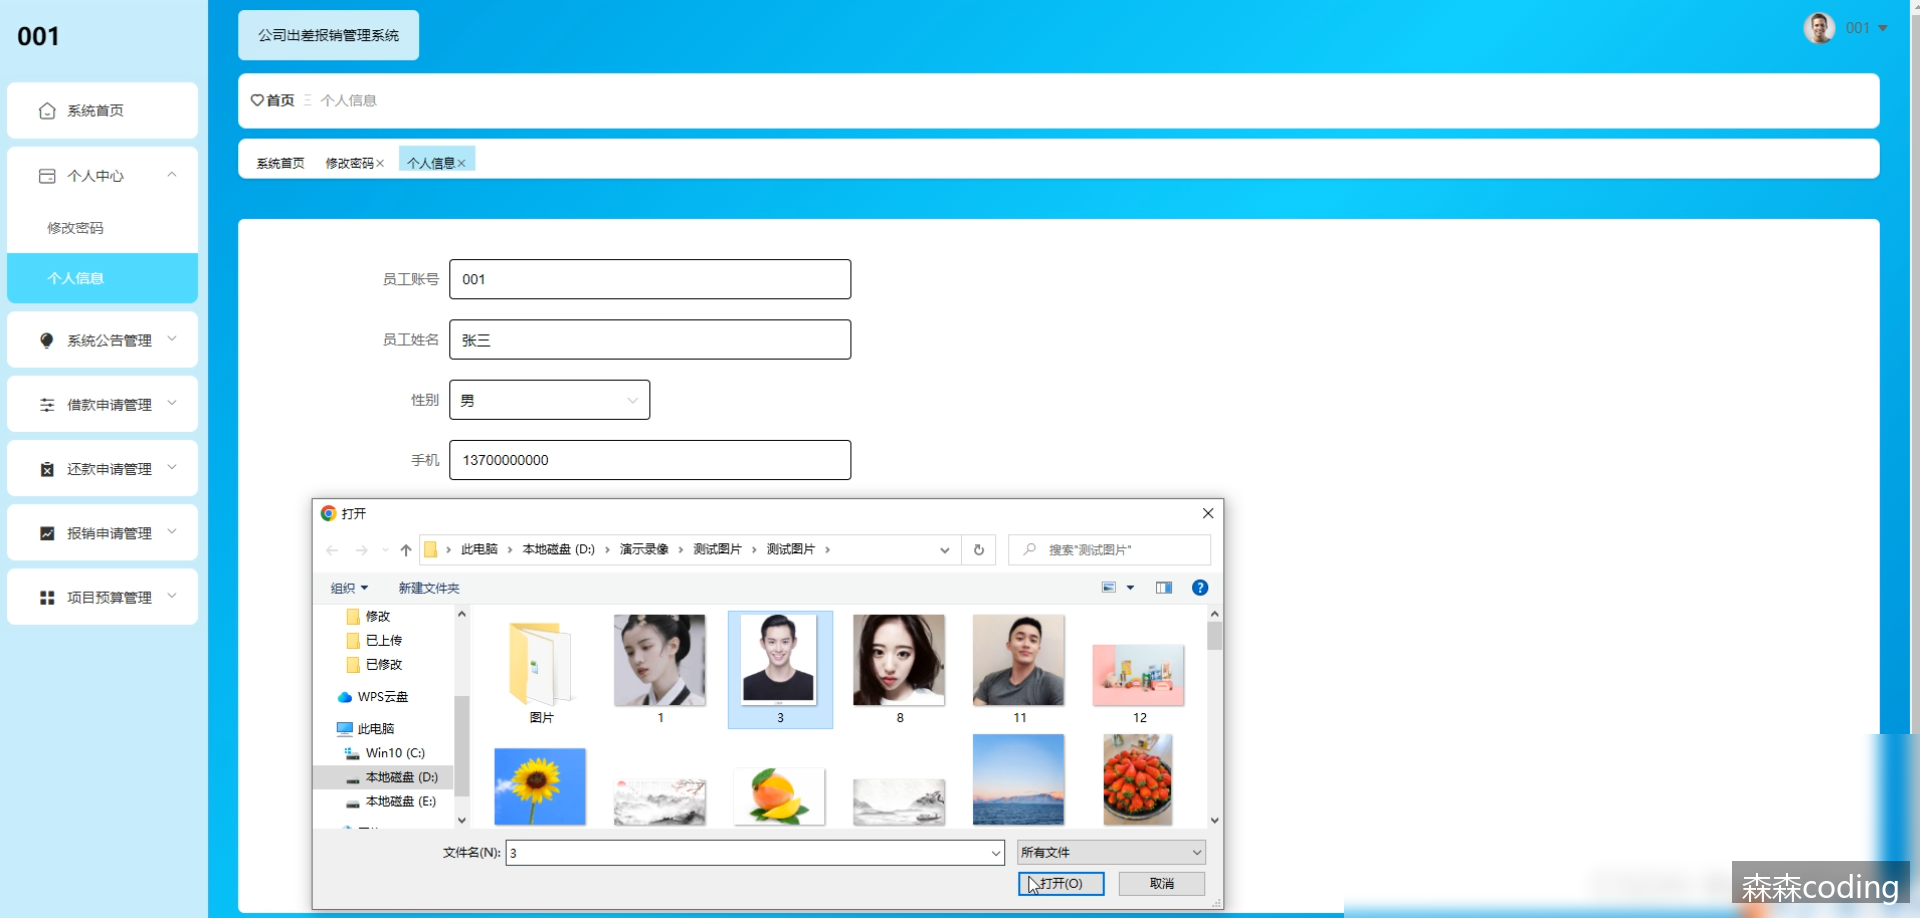 001
公司出差报销管理系统
001
首页 个人信息
系统首页 修改密码× 个人信息×
系统首页
个人中心
修改密码
个人信息
系统公告管理
借款申请管理
还款申请管理
报销申请管理
项目预算管理
员工账号 001
员工姓名 张三
性别 男
手机 13700000000
打开
此电脑 › 本地磁盘 (D:) › 演示录像 › 测试图片 › 测试图片 ›
搜索"测试图片"
组织 新建文件夹
修改
已上传
已修改
WPS云盘
此电脑
Win10 (C:)
本地磁盘 (D:)
本地磁盘 (E:)
图片 1 3 8 11 12
文件名(N): 3 所有文件
打开(O) 取消
森森coding